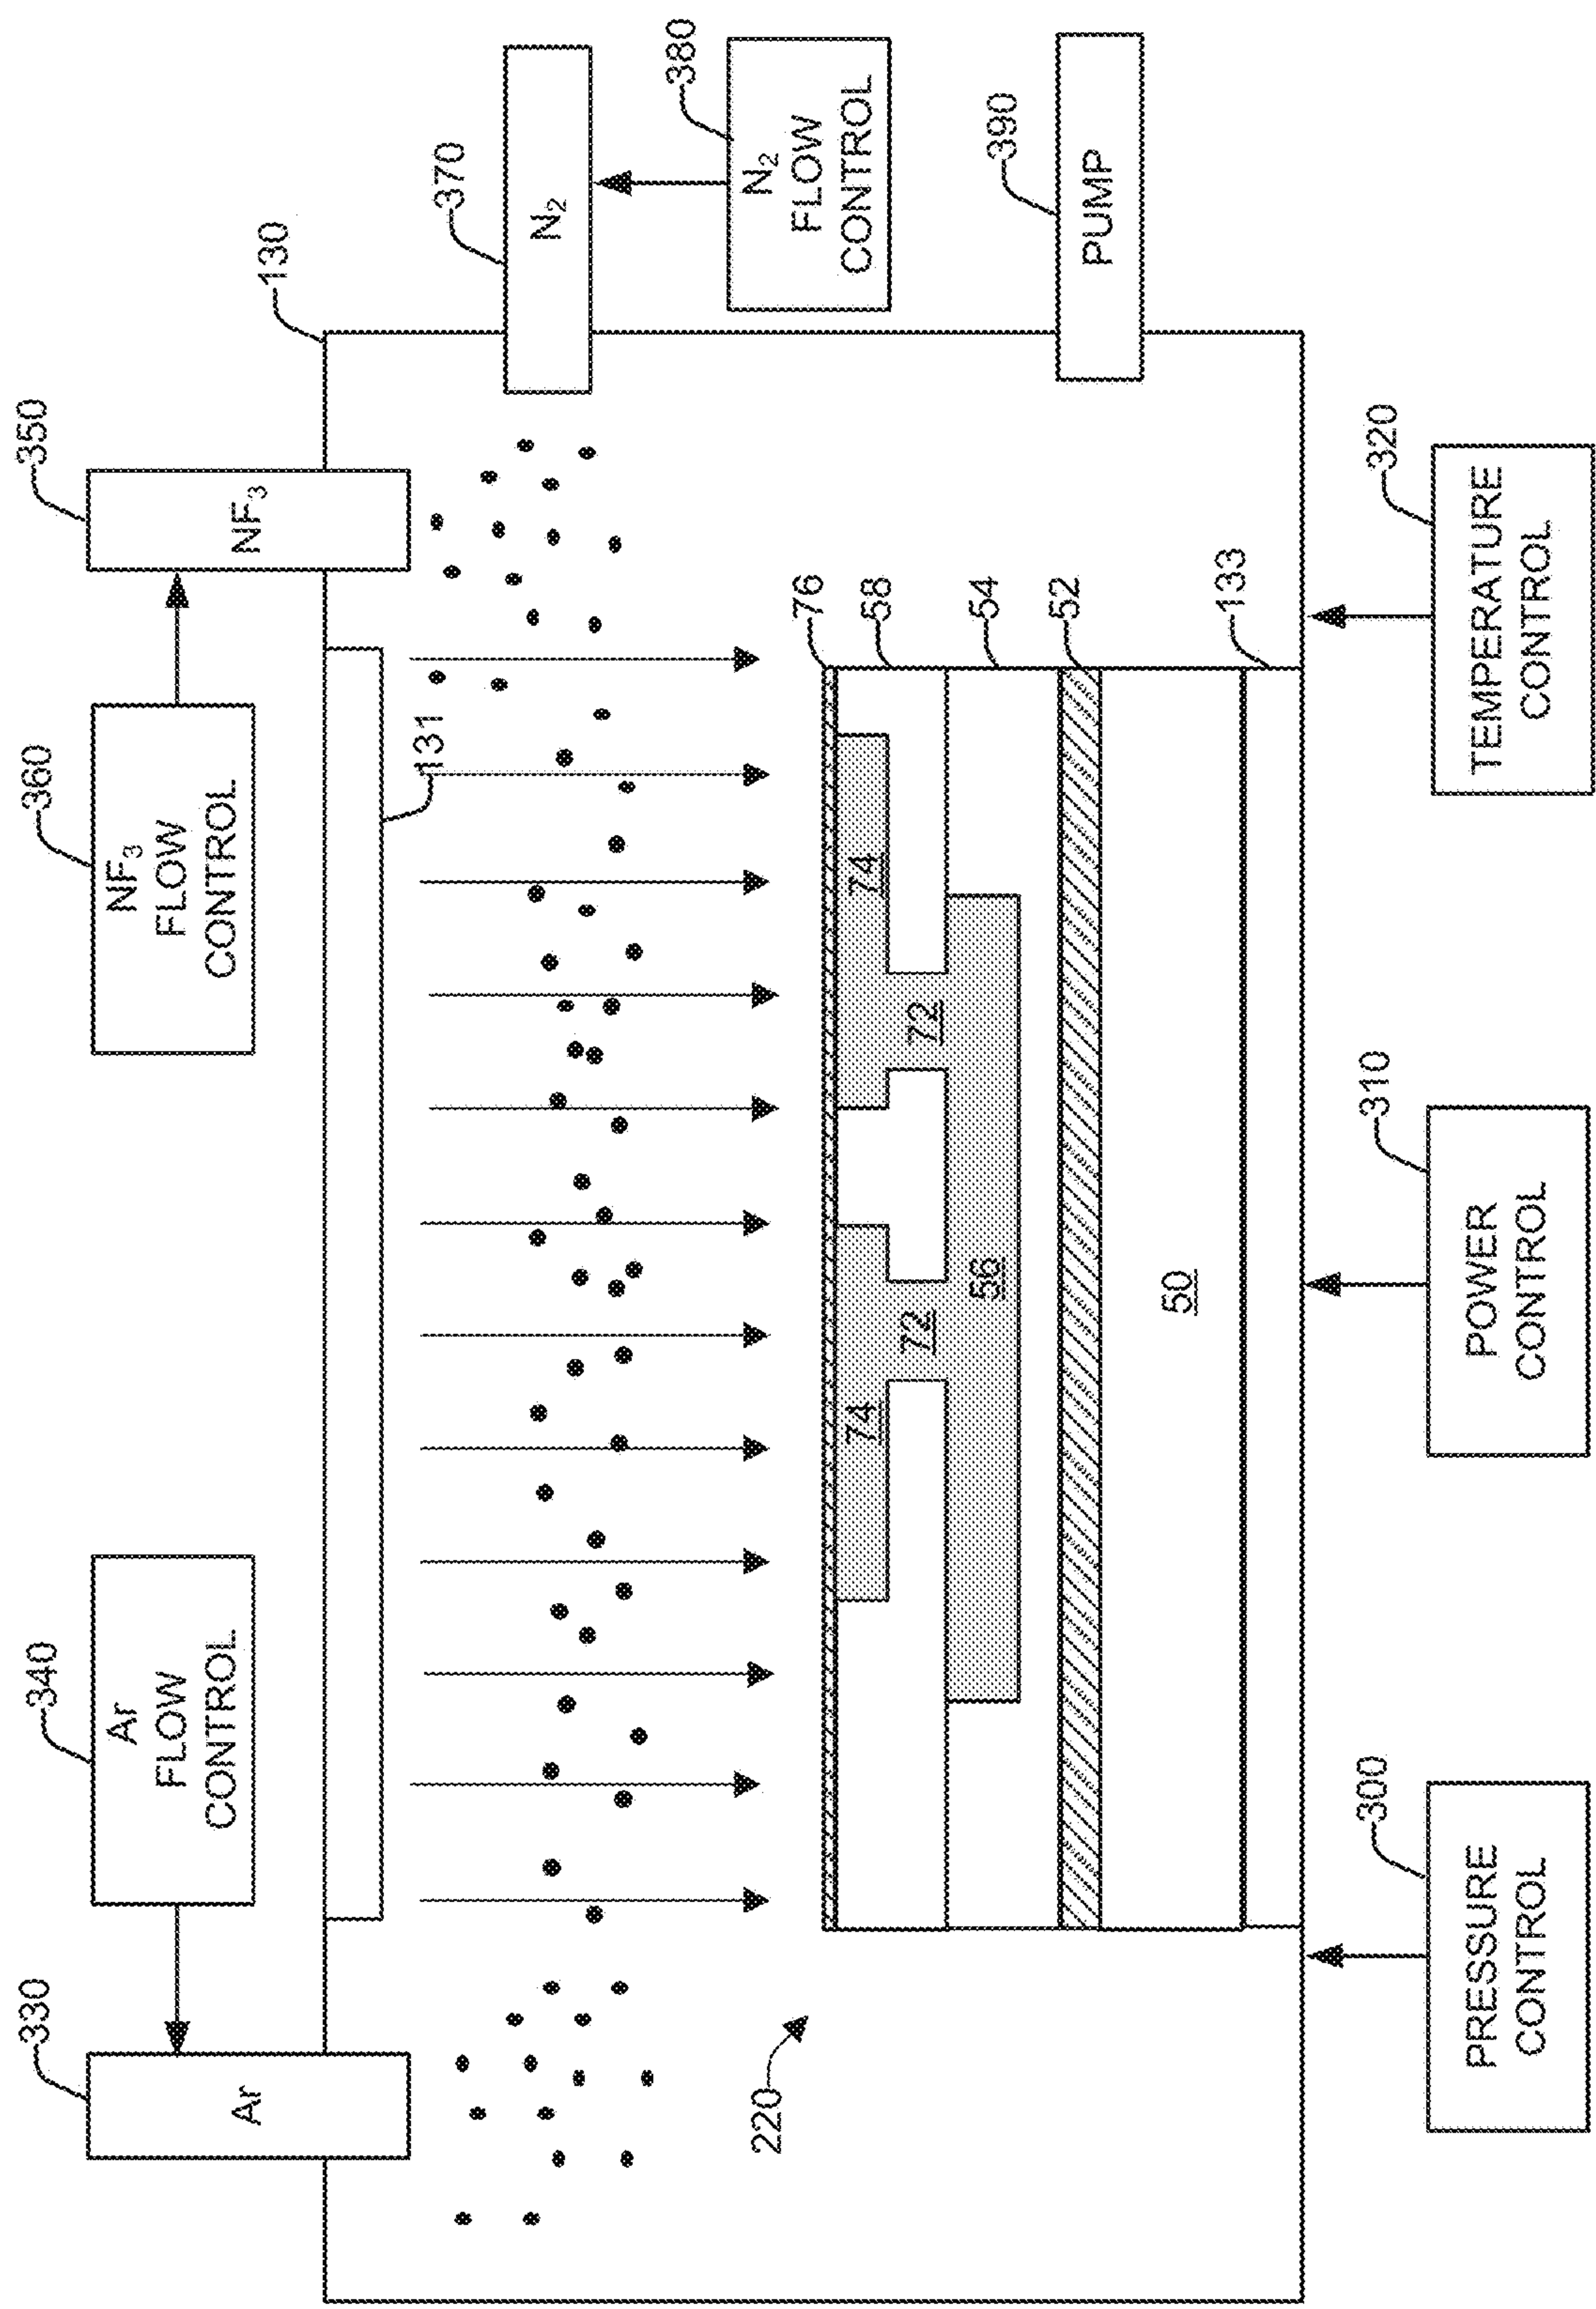 330
Ar
340
Ar
FLOW
CONTROL
360
NF₃
FLOW
CONTROL
350
NF₃
130
131
370
N₂
380
N₂
FLOW
CONTROL
390
PUMP
220
76
58
54
52
133
74
74
72
72
56
50
300
PRESSURE
CONTROL
310
POWER
CONTROL
320
TEMPERATURE
CONTROL